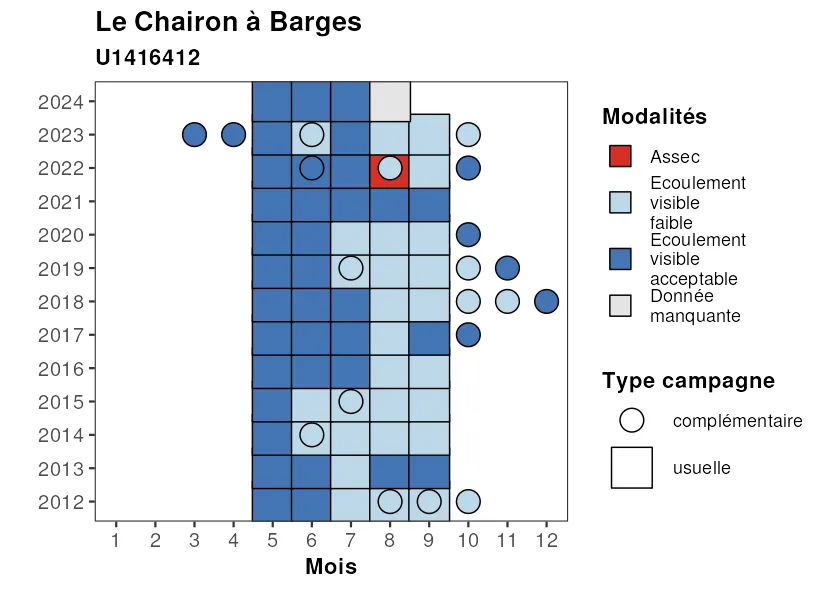 Le Chairon à Barges
U1416412
2024
2023
2022
2021
2020
2019
2018
2017
2016
2015
2014
2013
2012
1 2 3 4 5 6 7 8 9 10 11 12
Mois
Modalités
Assec
Ecoulement
visible
faible
Ecoulement
visible
acceptable
Donnée
manquante
Type campagne
complémentaire
usuelle